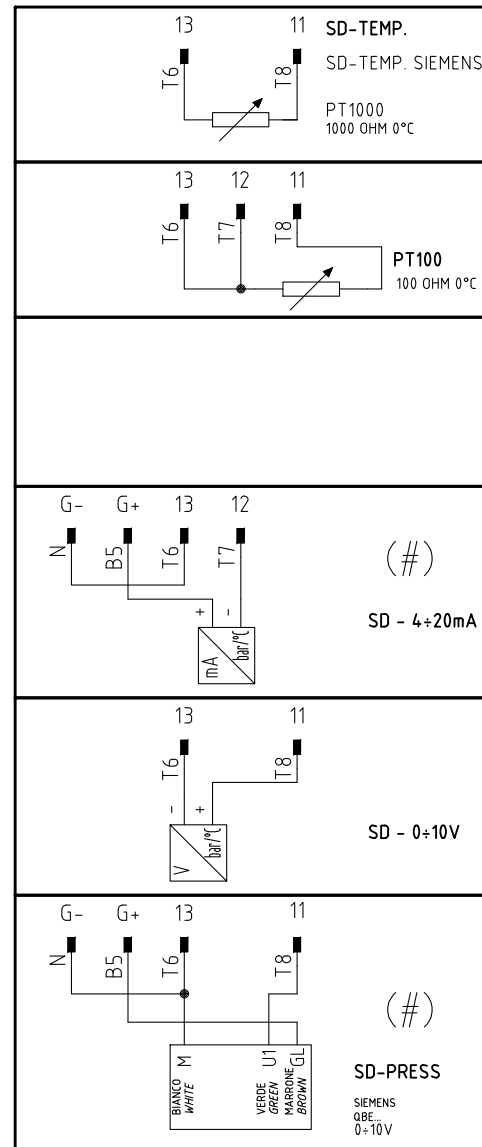 13 11 SD-TEMP.
SD-TEMP. SIEMENS
T6 T8
PT1000
1000 OHM 0°C
13 12 11
T6 T7 T8
PT100
100 OHM 0°C
G- G+ 13 12
N B5 T6 T7
(#)
+ -
SD - 4÷20mA
mA bar/°C
13 11
T6 T8
- +
SD - 0÷10V
V bar/°C
G- G+ 13 11
N B5 T6 T8
(#)
M U1 GL
BIANCO VERDE MARRONE
WHITE GREEN BROWN
SD-PRESS
SIEMENS
QBE...
0÷10V